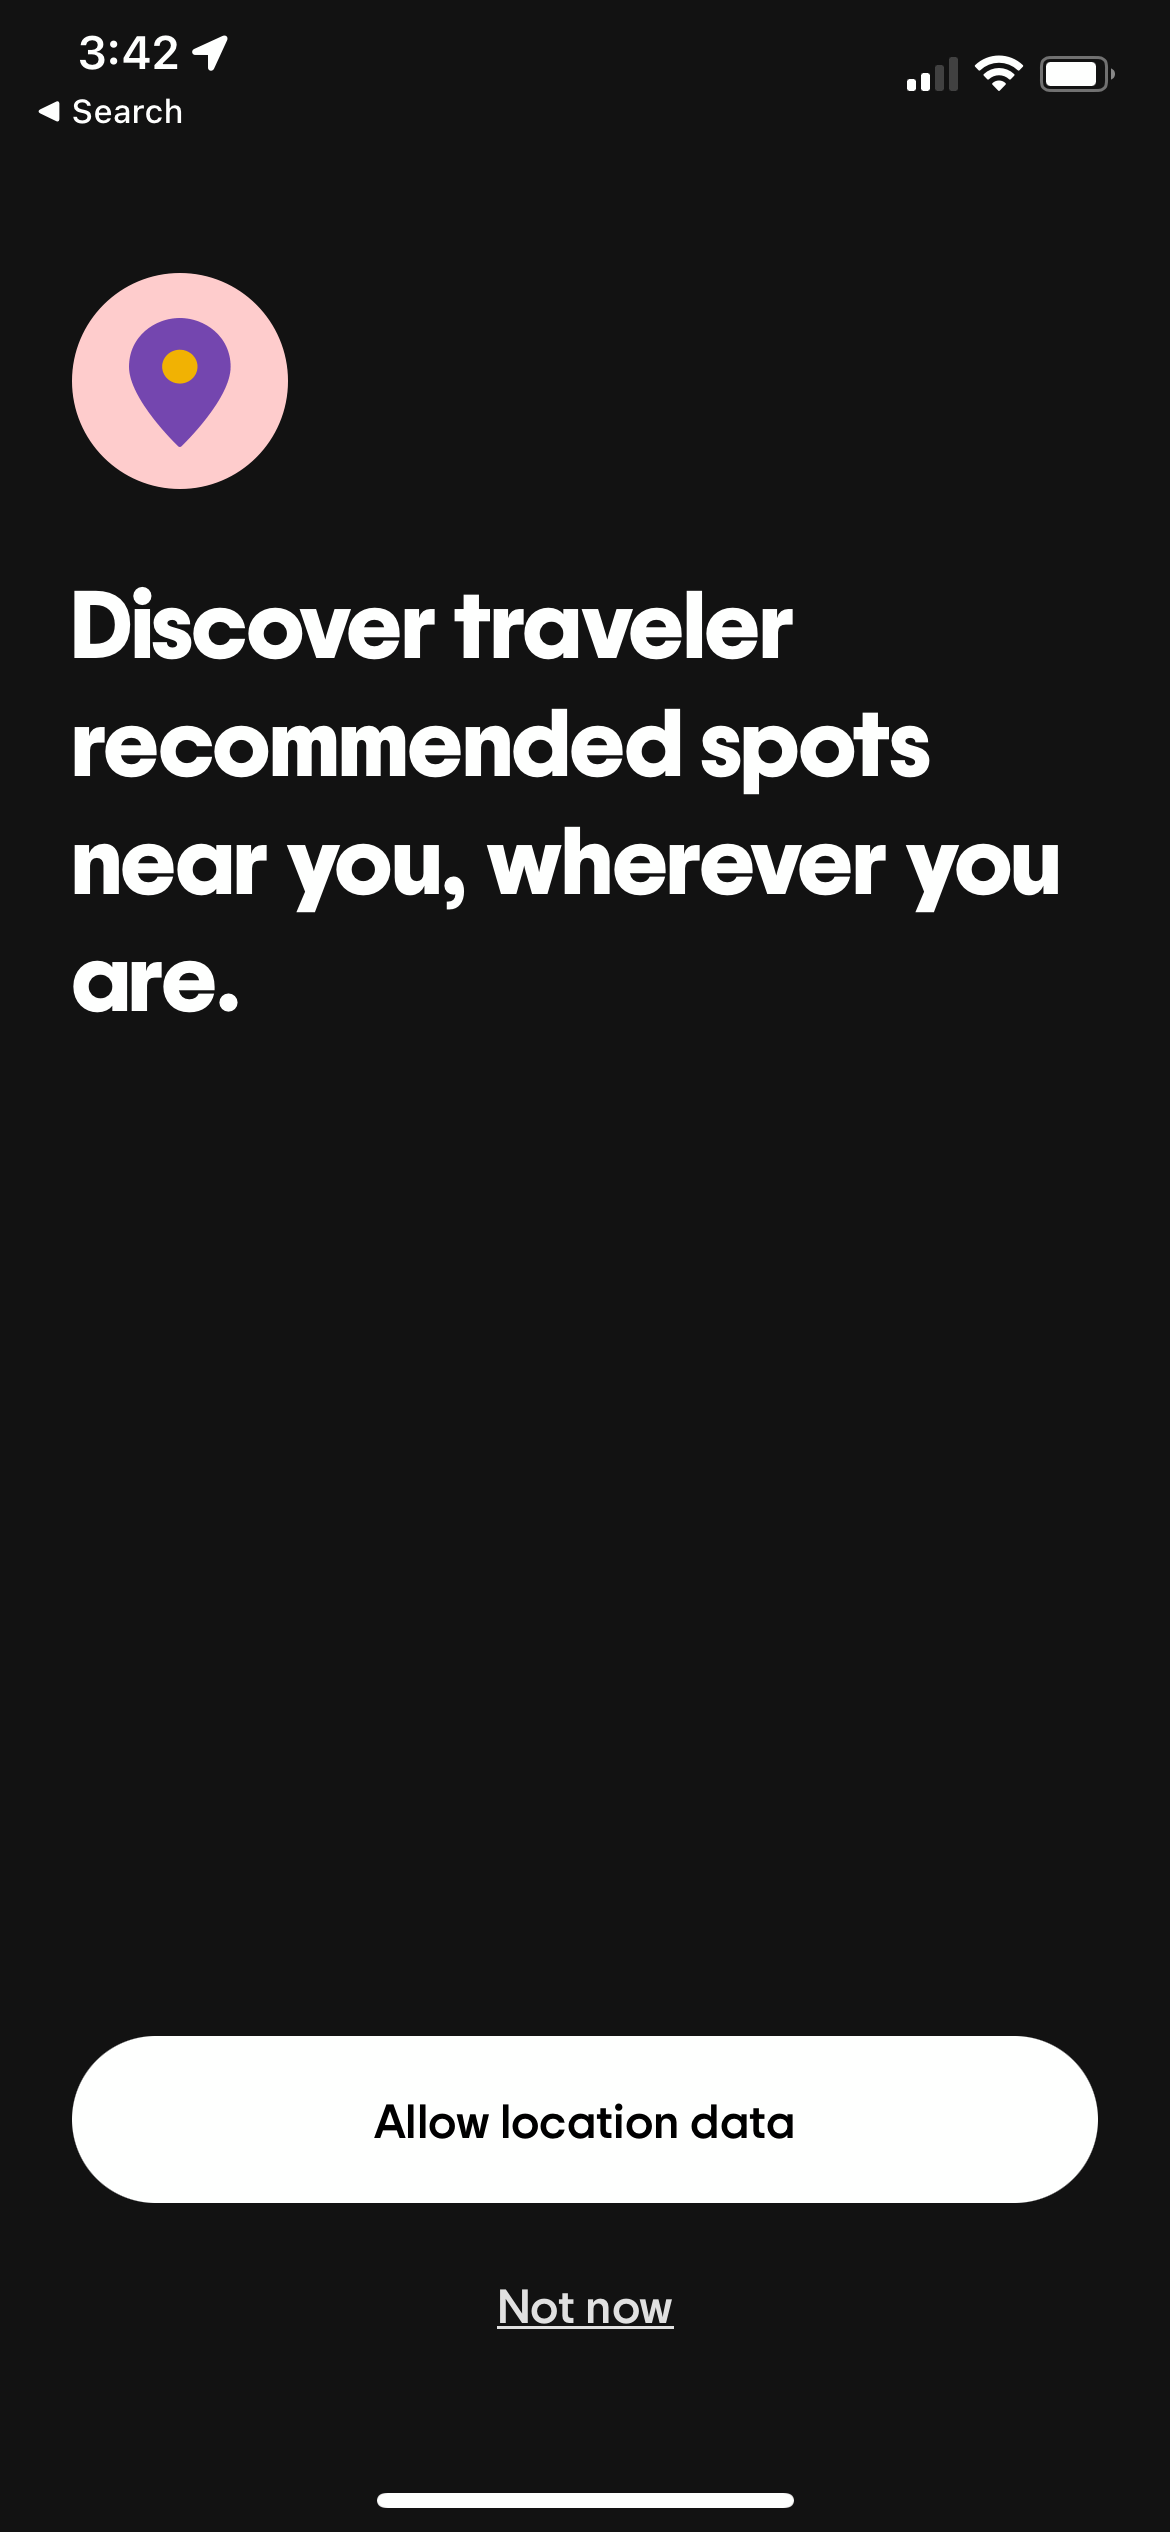 3:42
Search
Discover traveler
recommended spots
near you, wherever you
are.
Allow location data
Not now